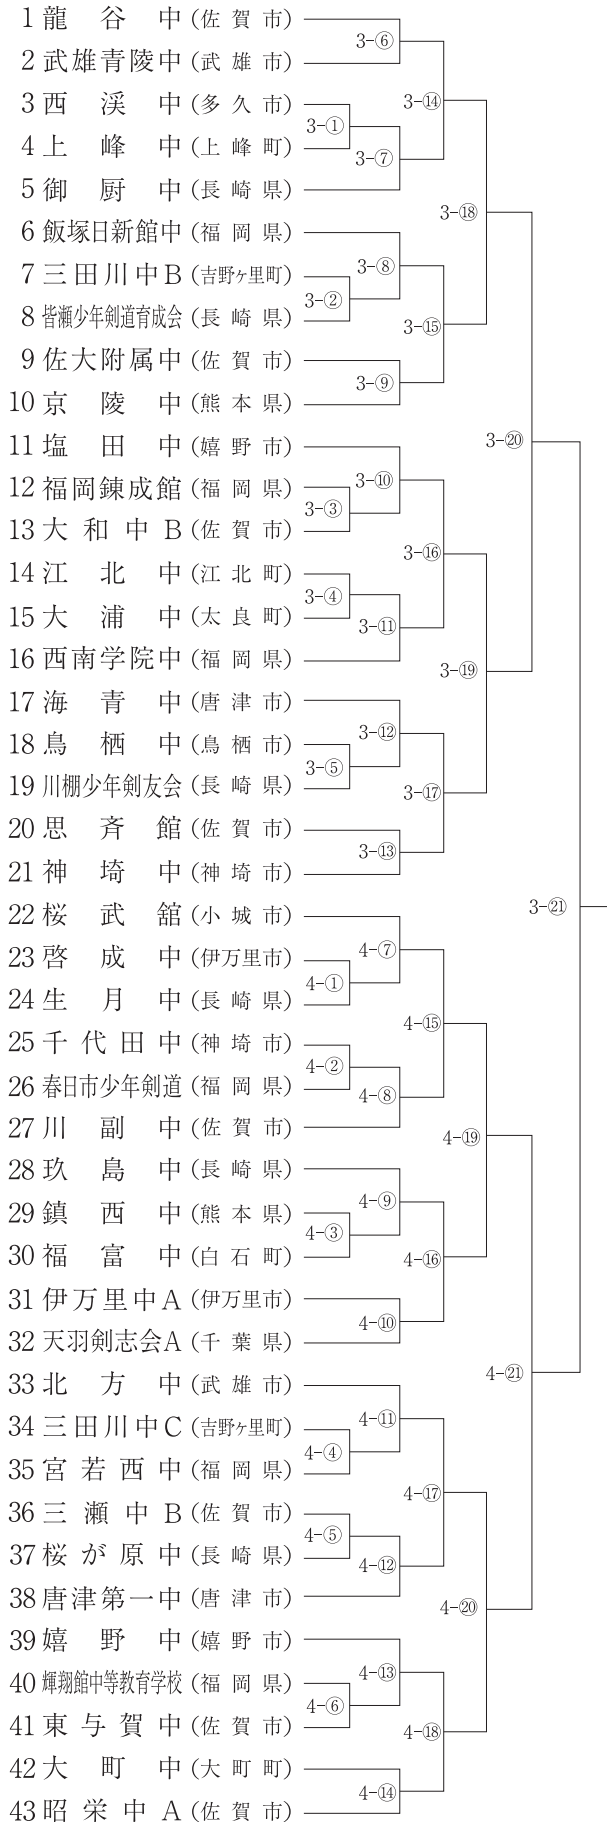 1 龍谷中 (佐賀市)
3-⑥
2 武雄青陵中 (武雄市)
3-⑭
3 西渓中 (多久市)
3-①
4 上峰中 (上峰町)
3-⑦
5 御厨中 (長崎県)
3-⑱
6 飯塚日新館中 (福岡県)
3-⑧
7 三田川中B (吉野ヶ里町)
3-②
8 皆瀬少年剣道育成会 (長崎県)
3-⑮
9 佐大附属中 (佐賀市)
3-⑨
10 京陵中 (熊本県)
3-⑳
11 塩田中 (嬉野市)
3-⑩
12 福岡錬成館 (福岡県)
3-③
13 大和中B (佐賀市)
3-⑯
14 江北中 (江北町)
3-④
15 大浦中 (太良町)
3-⑪
16 西南学院中 (福岡県)
3-⑲
17 海青中 (唐津市)
3-⑫
18 鳥栖中 (鳥栖市)
3-⑤
19 川棚少年剣友会 (長崎県)
3-⑰
20 思斉館 (佐賀市)
3-⑬
21 神埼中 (神埼市)
3-㉑
22 桜武舘 (小城市)
4-⑦
23 啓成中 (伊万里市)
4-①
24 生月中 (長崎県)
4-⑮
25 千代田中 (神埼市)
4-②
26 春日市少年剣道 (福岡県)
4-⑧
27 川副中 (佐賀市)
4-⑲
28 玖島中 (長崎県)
4-⑨
29 鎮西中 (熊本県)
4-③
30 福富中 (白石町)
4-⑯
31 伊万里中A (伊万里市)
4-⑩
32 天羽剣志会A (千葉県)
4-㉑
33 北方中 (武雄市)
4-⑪
34 三田川中C (吉野ヶ里町)
4-④
35 宮若西中 (福岡県)
4-⑰
36 三瀬中B (佐賀市)
4-⑤
37 桜が原中 (長崎県)
4-⑫
38 唐津第一中 (唐津市)
4-⑳
39 嬉野中 (嬉野市)
4-⑬
40 輝翔館中等教育学校 (福岡県)
4-⑥
41 東与賀中 (佐賀市)
4-⑱
42 大町中 (大町町)
4-⑭
43 昭栄中A (佐賀市)